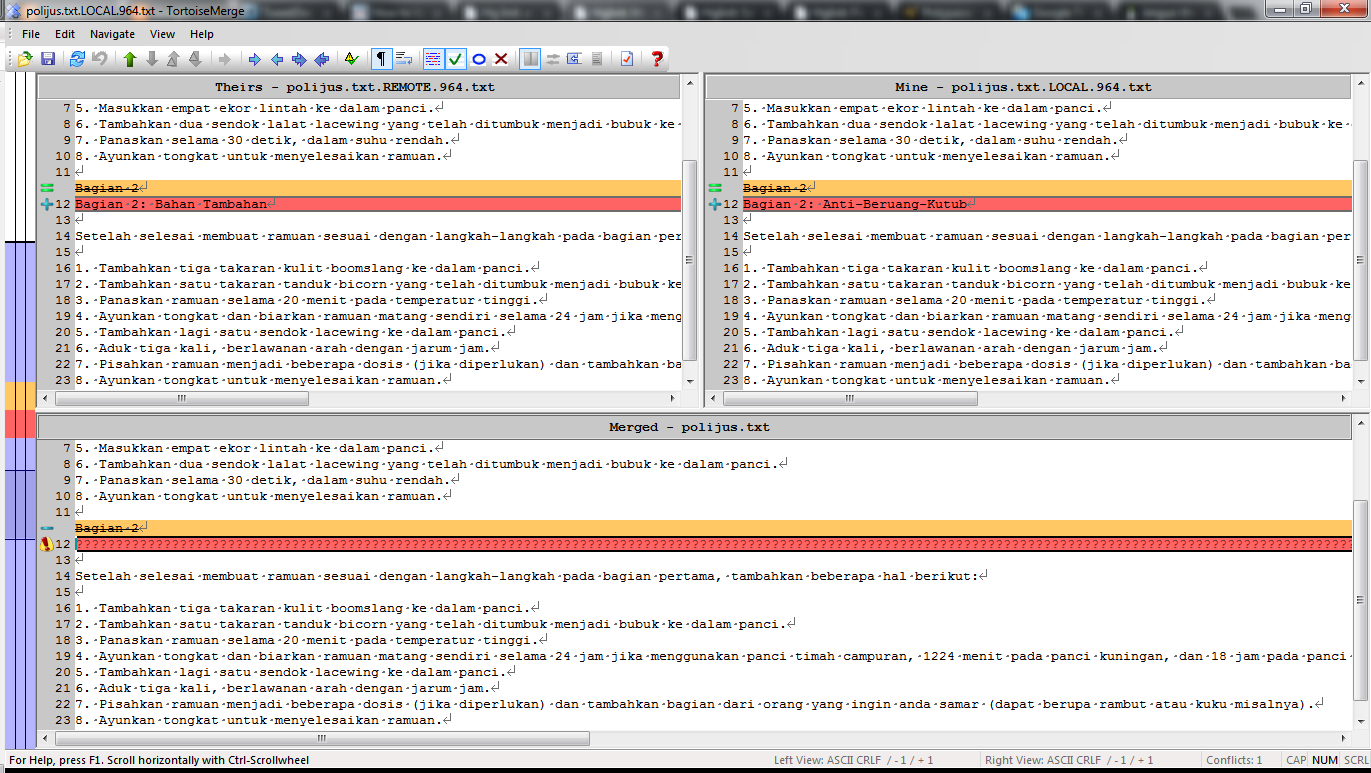 polijus.txt.LOCAL.964.txt - TortoiseMerge
File Edit Navigate View Help
Theirs - polijus.txt.REMOTE.964.txt
7 5. Masukkan empat ekor lintah ke dalam panci.
8 6. Tambahkan dua sendok lalat lacewing yang telah ditumbuk menjadi bubuk ke
9 7. Panaskan selama 30 detik, dalam suhu rendah.
10 8. Ayunkan tongkat untuk menyelesaikan ramuan.
11
Bagian 2
12 Bagian 2: Bahan Tambahan
13
14 Setelah selesai membuat ramuan sesuai dengan langkah-langkah pada bagian per
15
16 1. Tambahkan tiga takaran kulit boomslang ke dalam panci.
17 2. Tambahkan satu takaran tanduk bicorn yang telah ditumbuk menjadi bubuk ke
18 3. Panaskan ramuan selama 20 menit pada temperatur tinggi.
19 4. Ayunkan tongkat dan biarkan ramuan matang sendiri selama 24 jam jika meng
20 5. Tambahkan lagi satu sendok lacewing ke dalam panci.
21 6. Aduk tiga kali, berlawanan arah dengan jarum jam.
22 7. Pisahkan ramuan menjadi beberapa dosis (jika diperlukan) dan tambahkan ba
23 8. Ayunkan tongkat untuk menyelesaikan ramuan.
Mine - polijus.txt.LOCAL.964.txt
7 5. Masukkan empat ekor lintah ke dalam panci.
8 6. Tambahkan dua sendok lalat lacewing yang telah ditumbuk menjadi bubuk ke
9 7. Panaskan selama 30 detik, dalam suhu rendah.
10 8. Ayunkan tongkat untuk menyelesaikan ramuan.
11
Bagian 2
12 Bagian 2: Anti-Beruang-Kutub
13
14 Setelah selesai membuat ramuan sesuai dengan langkah-langkah pada bagian per
15
16 1. Tambahkan tiga takaran kulit boomslang ke dalam panci.
17 2. Tambahkan satu takaran tanduk bicorn yang telah ditumbuk menjadi bubuk ke
18 3. Panaskan ramuan selama 20 menit pada temperatur tinggi.
19 4. Ayunkan tongkat dan biarkan ramuan matang sendiri selama 24 jam jika meng
20 5. Tambahkan lagi satu sendok lacewing ke dalam panci.
21 6. Aduk tiga kali, berlawanan arah dengan jarum jam.
22 7. Pisahkan ramuan menjadi beberapa dosis (jika diperlukan) dan tambahkan ba
23 8. Ayunkan tongkat untuk menyelesaikan ramuan.
Merged - polijus.txt
7 5. Masukkan empat ekor lintah ke dalam panci.
8 6. Tambahkan dua sendok lalat lacewing yang telah ditumbuk menjadi bubuk ke dalam panci.
9 7. Panaskan selama 30 detik, dalam suhu rendah.
10 8. Ayunkan tongkat untuk menyelesaikan ramuan.
11
Bagian 2
12
13
14 Setelah selesai membuat ramuan sesuai dengan langkah-langkah pada bagian pertama, tambahkan beberapa hal berikut:
15
16 1. Tambahkan tiga takaran kulit boomslang ke dalam panci.
17 2. Tambahkan satu takaran tanduk bicorn yang telah ditumbuk menjadi bubuk ke dalam panci.
18 3. Panaskan ramuan selama 20 menit pada temperatur tinggi.
19 4. Ayunkan tongkat dan biarkan ramuan matang sendiri selama 24 jam jika menggunakan panci timah campuran, 1224 menit pada panci kuningan, dan 18 jam pada panci
20 5. Tambahkan lagi satu sendok lacewing ke dalam panci.
21 6. Aduk tiga kali, berlawanan arah dengan jarum jam.
22 7. Pisahkan ramuan menjadi beberapa dosis (jika diperlukan) dan tambahkan bagian dari orang yang ingin anda samar (dapat berupa rambut atau kuku misalnya).
23 8. Ayunkan tongkat untuk menyelesaikan ramuan.
For Help, press F1. Scroll horizontally with Ctrl-Scrollwheel Left View: ASCII CRLF / - 1 / + 1 Right View: ASCII CRLF / - 1 / + 1 Conflicts: 1 CAP NUM SCRL